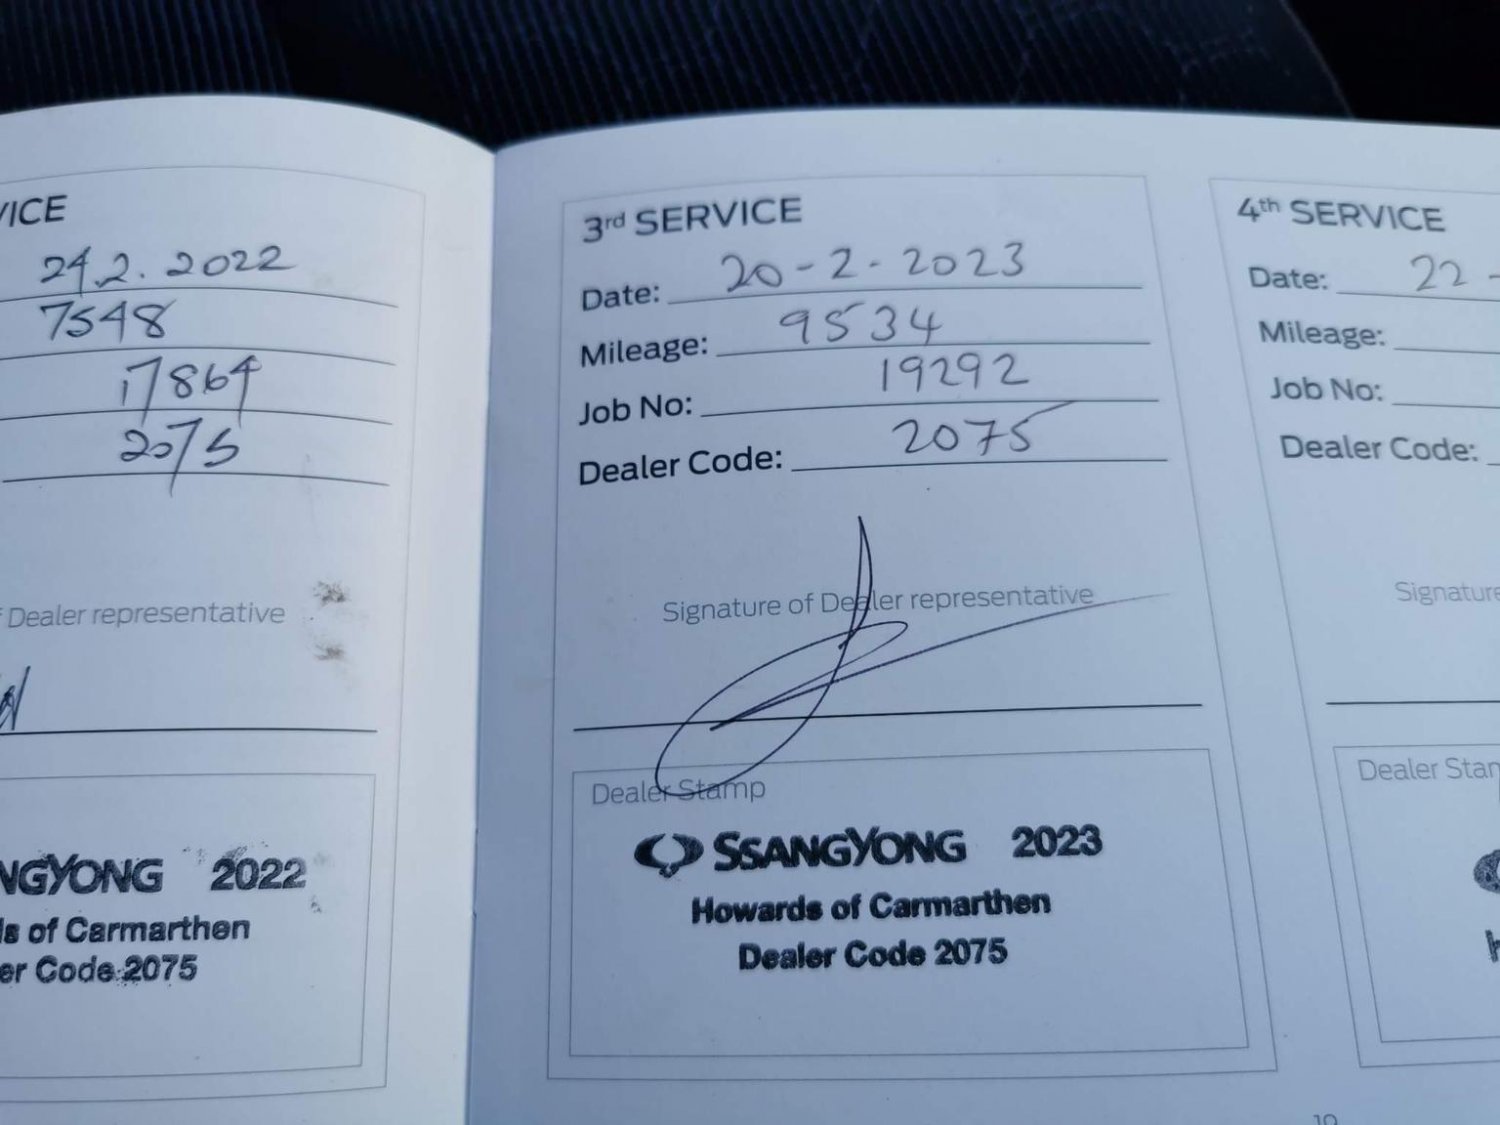 VICE
24.2.2022
7548
17864
2075
Dealer representative
NGYONG 2022
ls of Carmarthen
er Code 2075
3rd SERVICE
Date: 20-2-2023
Mileage: 9534
Job No: 19292
Dealer Code: 2075
Signature of Dealer representative
Dealer Stamp
SSANGYONG 2023
Howards of Carmarthen
Dealer Code 2075
4th SERVICE
Date: 22 -
Mileage:
Job No:
Dealer Code:
Signature
Dealer Stam